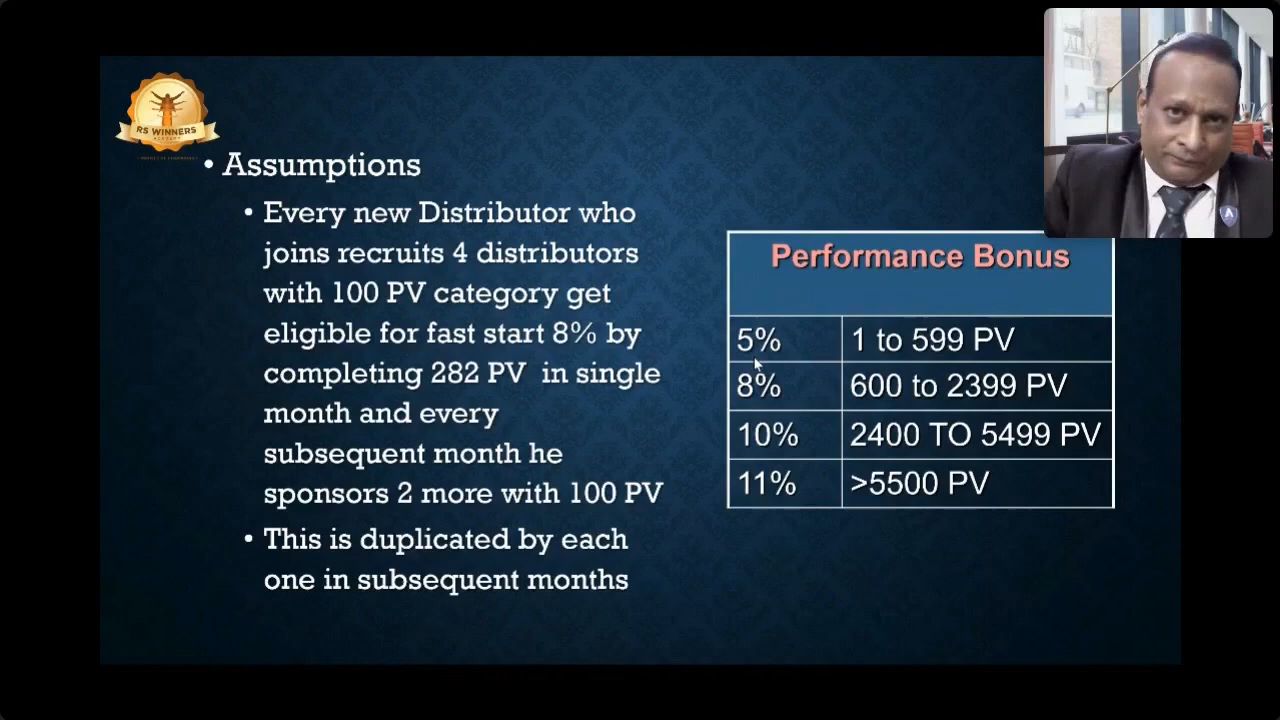 RS WINNERS
• Assumptions
• Every new Distributor who
joins recruits 4 distributors
with 100 PV category get
eligible for fast start 8% by
completing 282 PV in single
month and every
subsequent month he
sponsors 2 more with 100 PV
• This is duplicated by each
one in subsequent months
Performance Bonus
5% 1 to 599 PV
8% 600 to 2399 PV
10% 2400 TO 5499 PV
11% >5500 PV
A